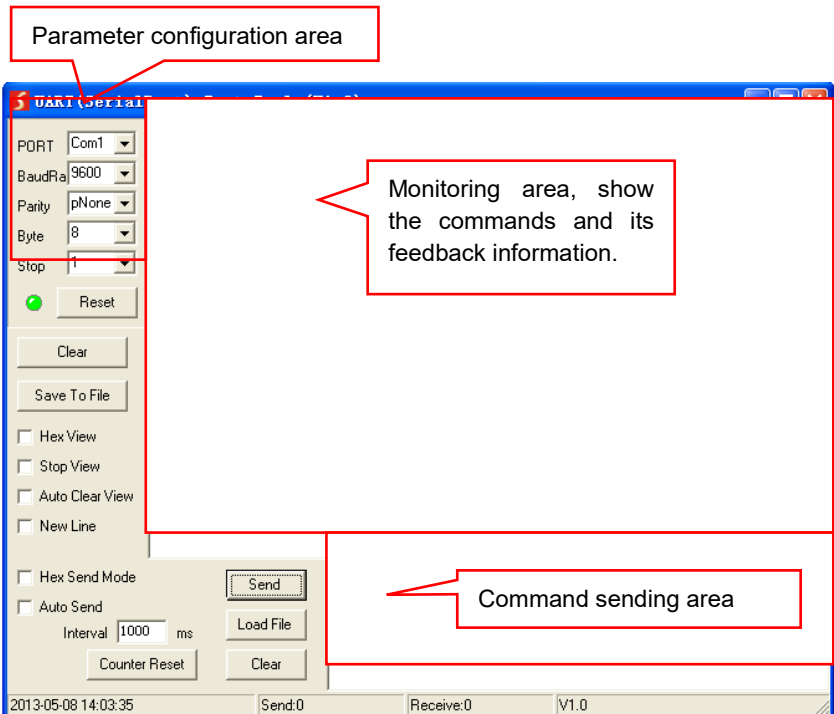 Parameter configuration area
UART(Serial
PORT Com1
BaudRa 9600
Parity pNone
Byte 8
Stop 1
Reset
Monitoring area, show
the commands and its
feedback information.
Clear
Save To File
Hex View
Stop View
Auto Clear View
New Line
Hex Send Mode
Send
Auto Send
Interval 1000 ms
Load File
Counter Reset
Clear
Command sending area
2013-05-08 14:03:35 Send:0 Receive:0 V1.0